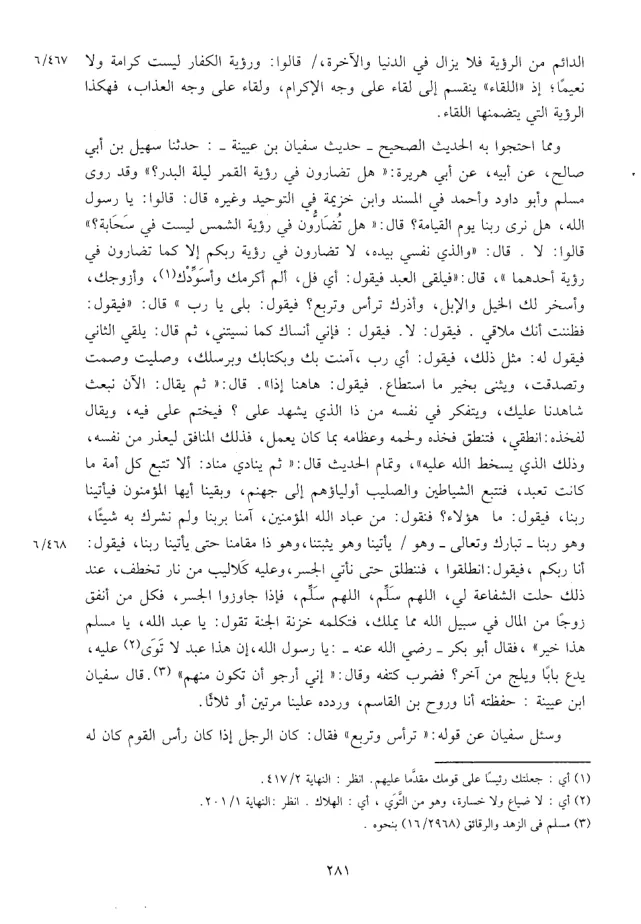 الدائم من الرؤية فلا يزال في الدنيا والآخرة،/ قالوا: ورؤية الكفار ليست كرامة ولا ٦/٤٦٧
نعيمًا؛ إذ «اللقاء» ينقسم إلى لقاء على وجه الإكرام، ولقاء على وجه العذاب، فهكذا
الرؤية التي يتضمنها اللقاء.
ومما احتجوا به الحديث الصحيح ـ حديث سفيان بن عيينة ـ : حدثنا سهيل بن أبي
صالح، عن أبيه، عن أبي هريرة:« هل تضارون في رؤية القمر ليلة البدر؟» وقد روى
مسلم وأبو داود وأحمد في المسند وابن خزيمة في التوحيد وغيره قال: قالوا: يا رسول
الله، هل نرى ربنا يوم القيامة؟ قال:« هل تُضَارُّون في رؤية الشمس ليست في سَحَابة؟»
قالوا: لا . قال: «والذي نفسي بيده، لا تضارون في رؤية ربكم إلا كما تضارون في
رؤية أحدهما »، قال:«فيلقى العبد فيقول: أي فل، ألم أكرمك وأسَوِّدْك(١)، وأزوجك،
وأسخر لك الخيل والإبل، وأذرك ترأس وتربع؟ فيقول: بلى يا رب » قال: «فيقول:
فظننت أنك ملاقي . فيقول: لا. فيقول : فإني أنساك كما نسيتني، ثم قال: يلقي الثاني
فيقول له: مثل ذلك، فيقول: أي رب ،آمنت بك وبكتابك وبرسلك، وصليت وصمت
وتصدقت، ويثنى بخير ما استطاع. فيقول: هاهنا إذا». قال:« ثم يقال: الآن نبعث
شاهدنا عليك، ويتفكر في نفسه من ذا الذي يشهد على ؟ فيختم على فيه، ويقال
لفخذه:انطقي، فتنطق فخذه ولحمه وعظامه بما كان يعمل، فذلك المنافق ليعذر من نفسه،
وذلك الذي يسخط الله عليه»، وتمام الحديث قال:« ثم ينادي مناد: ألا تتبع كل أمة ما
كانت تعبد، فتتبع الشياطين والصليب أولياؤهم إلى جهنم، وبقينا أيها المؤمنون فيأتينا
ربنا، فيقول: ما هؤلاء؟ فنقول: من عباد الله المؤمنين، آمنا بربنا ولم نشرك به شيئًا،
وهو ربنا ـ تبارك وتعالى ـ وهو / يأتينا وهو يثبتنا،وهو ذا مقامنا حتى يأتينا ربنا، فيقول: ٦/٤٦٨
أنا ربكم ،فيقول:انطلقوا ، فننطلق حتى نأتي الجسر،وعليه كَلاليب من نار تخطف، عند
ذلك حلت الشفاعة لي، اللهم سَلِّم، اللهم سَلِّم، فإذا جاوزوا الجسر، فكل من أنفق
زوجًا من المال في سبيل الله مما يملك، فتكلمه خزنة الجنة تقول: يا عبد الله، يا مسلم
هذا خير» ،فقال أبو بكر ـ رضي الله عنه ـ :يا رسول الله،إن هذا عبد لا تَوَى(٢) عليه،
يدع بابًا ويلج من آخر؟ فضرب كتفه وقال:« إني أرجو أن تكون منهم» (٣).قال سفيان
ابن عيينة : حفظته أنا وروح بن القاسم، وردده علينا مرتين أو ثلاثًا.
وسئل سفيان عن قوله:« ترأس وتربع» فقال: كان الرجل إذا كان رأس القوم كان له
(١) أي : جعلتك رئيسًا على قومك مقدَّما عليهم. انظر : النهاية ٤١٧/٢.
(٢) أي : لا ضياع ولا خسارة، وهو من التَّوَي ، أي : الهلاك . انظر :النهاية ٢٠١/١.
(٣) مسلم في الزهد والرقائق (١٦/٢٩٦٨) بنحوه .
٢٨١